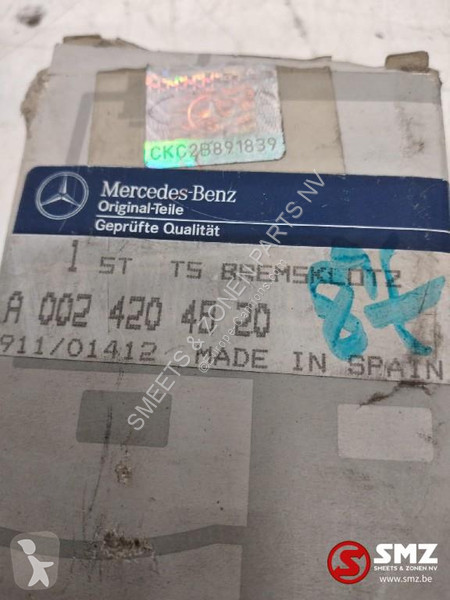 CKC2B891839
Mercedes-Benz
Original-Teile
Geprüfte Qualität
1 ST TS BREMSKLOTZ
A 002 420 45 20
911/01412 MADE IN SPAIN
SMEETS & ZONEN PARTS NV
SMZ
SMEETS & ZONEN NV
www.smz.be